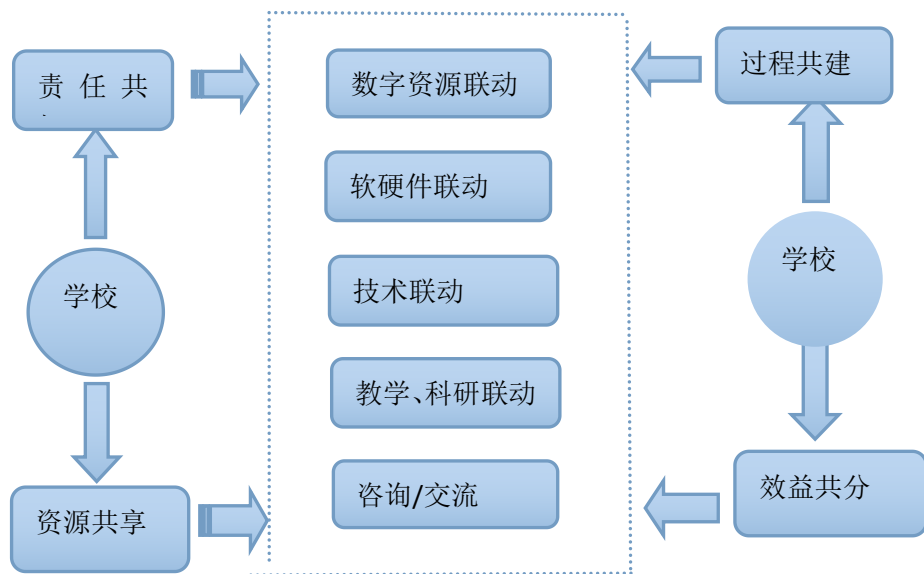 责任共
数字资源联动
过程共建
软硬件联动
学校
学校
技术联动
教学、科研联动
资源共享
咨询/交流
效益共分